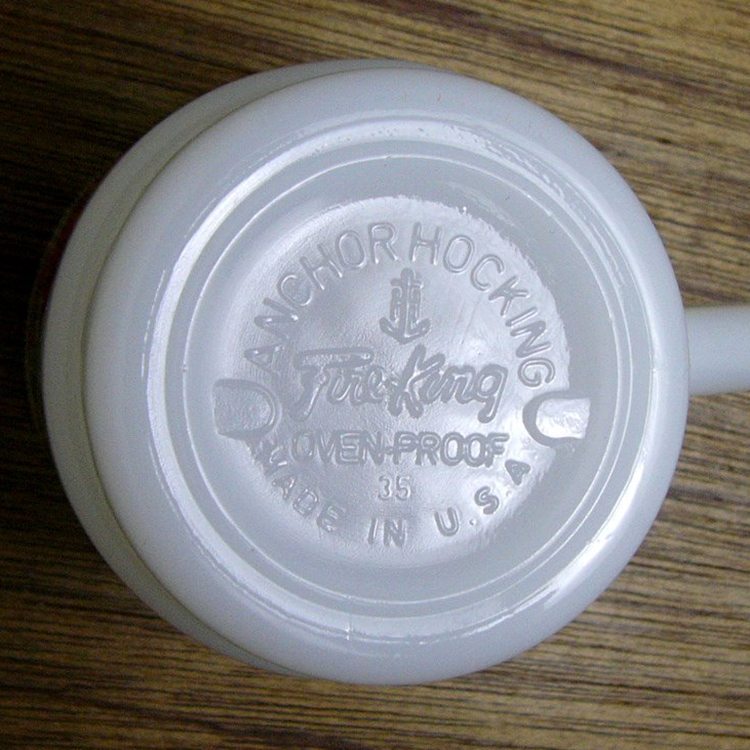 ANCHOR HOCKING
Fire-King
OVEN-PROOF
35
MADE IN U.S.A